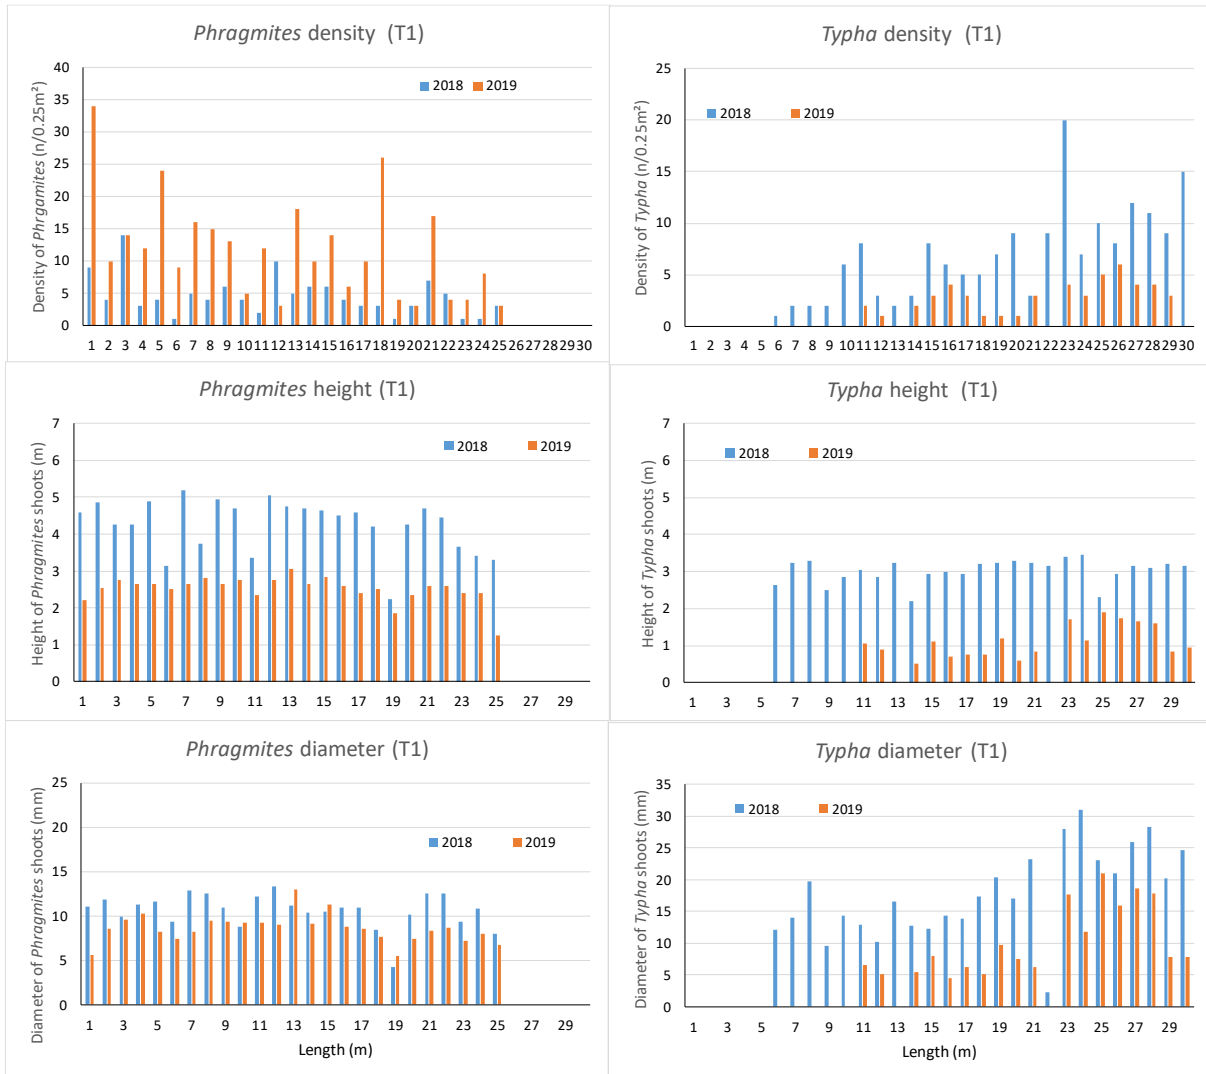 Phragmites density (T1)
Density of Phrgamites (n/0.25m²)
40
35
30
25
20
15
10
5
0
2018 2019
1 2 3 4 5 6 7 8 9 10 11 12 13 14 15 16 17 18 19 20 21 22 23 24 25 26 27 28 29 30
Typha density (T1)
Density of Typha (n/0.25m²)
25
20
15
10
5
0
2018 2019
1 2 3 4 5 6 7 8 9 10 11 12 13 14 15 16 17 18 19 20 21 22 23 24 25 26 27 28 29 30
Phragmites height (T1)
Height of Phragmites shoots (m)
7
6
5
4
3
2
1
0
2018 2019
1 3 5 7 9 11 13 15 17 19 21 23 25 27 29
Typha height (T1)
Height of Typha shoots (m)
7
6
5
4
3
2
1
0
2018 2019
1 3 5 7 9 11 13 15 17 19 21 23 25 27 29
Phragmites diameter (T1)
Diameter of Phragmites shoots (mm)
25
20
15
10
5
0
2018 2019
1 3 5 7 9 11 13 15 17 19 21 23 25 27 29
Length (m)
Typha diameter (T1)
Diameter of Typha shoots (mm)
35
30
25
20
15
10
5
0
2018 2019
1 3 5 7 9 11 13 15 17 19 21 23 25 27 29
Length (m)